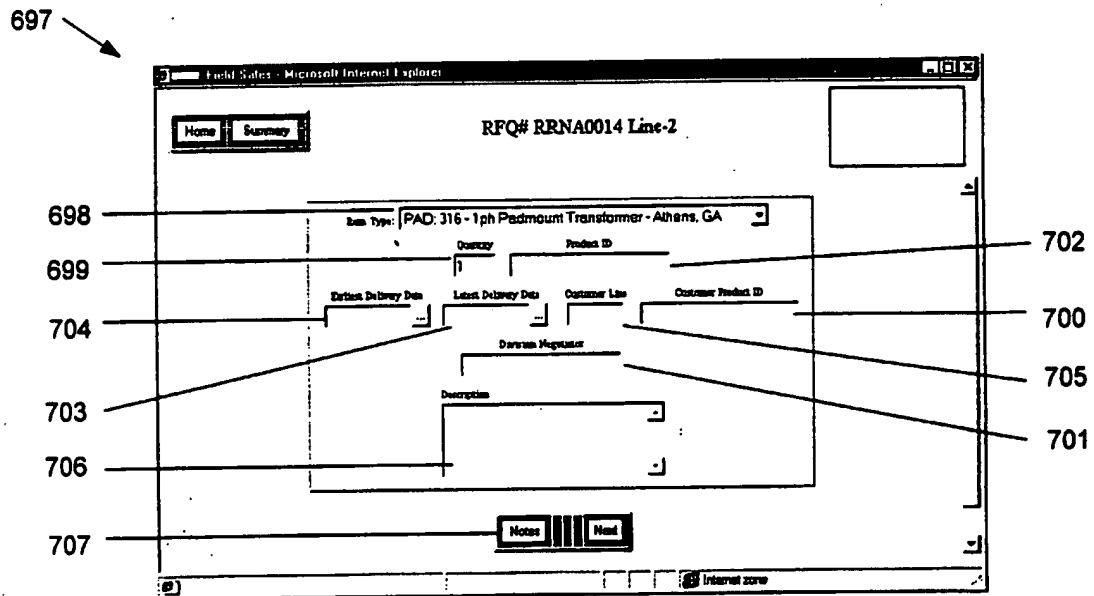 697
Field Sales - Microsoft Internet Explorer
Home Summary
RFQ# RRNA0014 Line-2
698
Item Type: PAD: 316 - 1ph Padmount Transformer - Athens, GA
699
Quantity Product ID
1
702
Earliest Delivery Date Latest Delivery Date Customer Line Customer Product ID
704
... ...
700
Decision Negotiator
703
705
Description
701
706
707
Notes Next
Internet zone